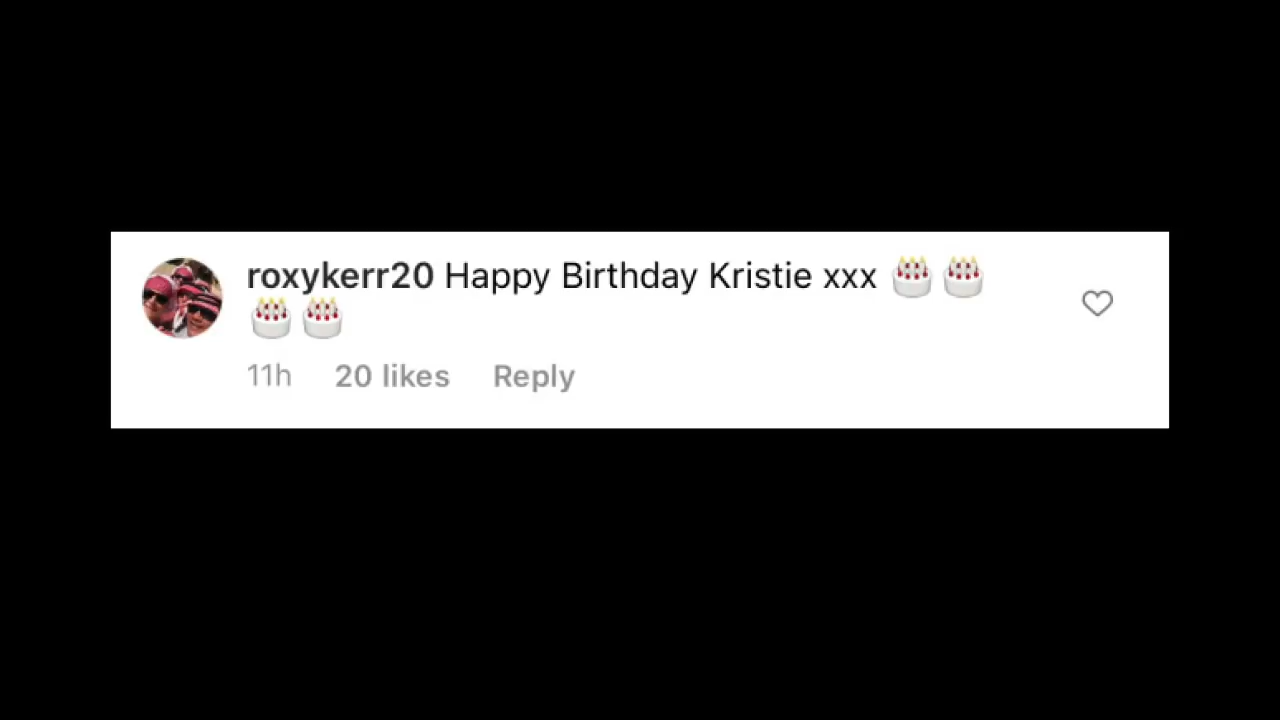 roxykerr20 Happy Birthday Kristie xxx 🎂🎂
🎂🎂
11h 20 likes Reply